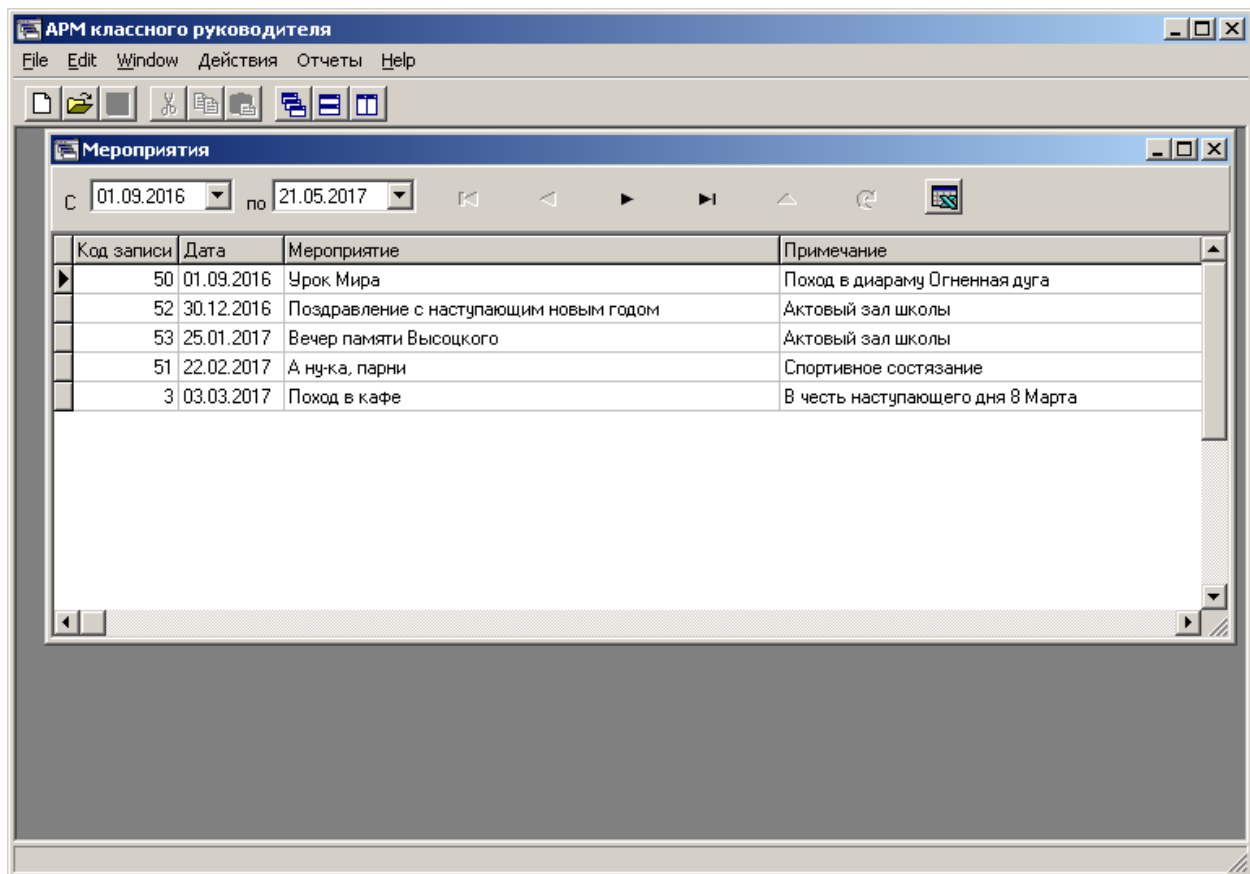 АРМ классного руководителя
File Edit Window Действия Отчеты Help
Мероприятия
С 01.09.2016 по 21.05.2017
Код записи Дата Мероприятие Примечание
50 01.09.2016 Урок Мира Поход в диараму Огненная дуга
52 30.12.2016 Поздравление с наступающим новым годом Актовый зал школы
53 25.01.2017 Вечер памяти Высоцкого Актовый зал школы
51 22.02.2017 А ну-ка, парни Спортивное состязание
3 03.03.2017 Поход в кафе В честь наступающего дня 8 Марта